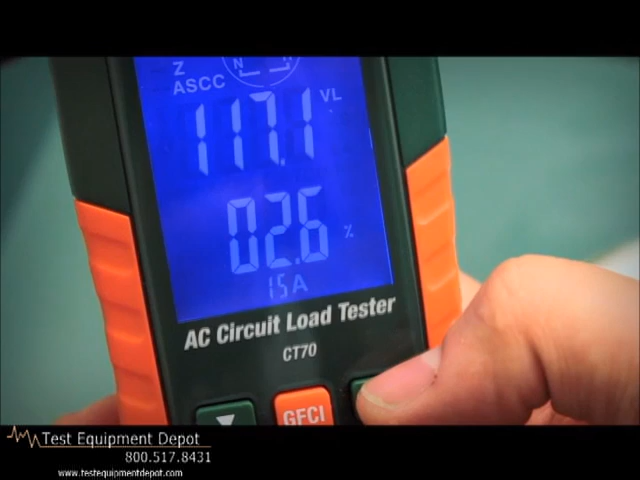 Z N
ASCC
117.1 VL
02.6 %
15A
AC Circuit Load Tester
CT70
GFCI
Test Equipment Depot
800.517.8431
www.testequipmentdepot.com